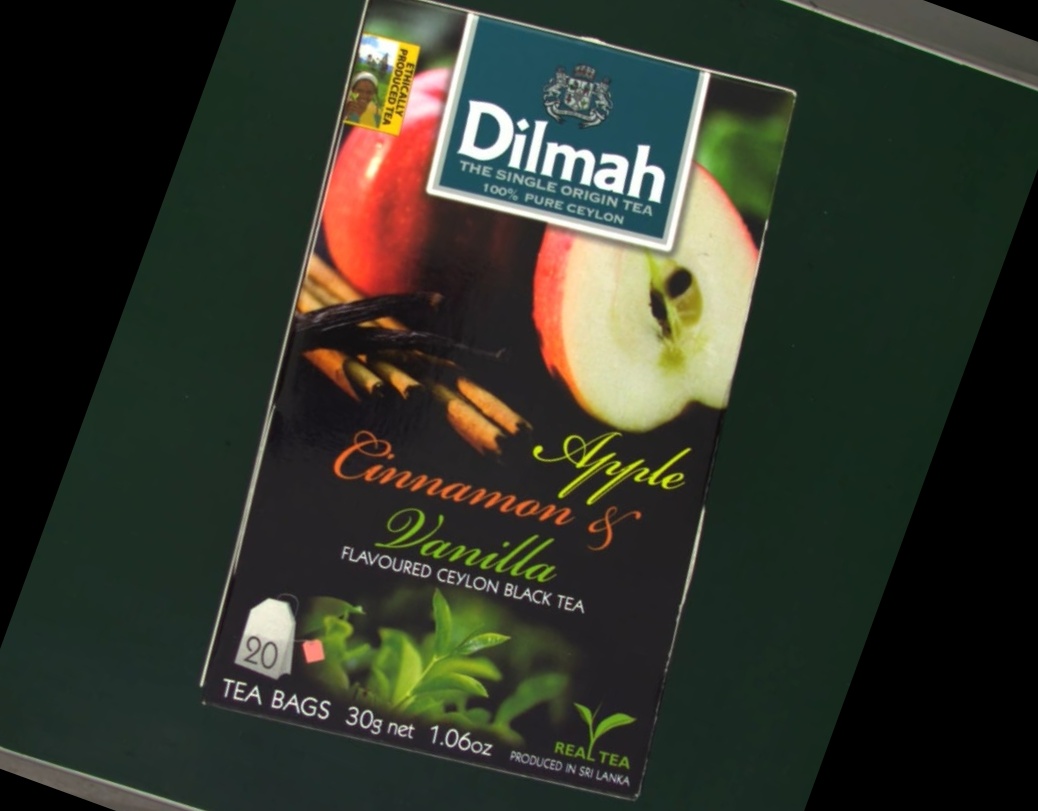 ETHICALLY
PRODUCED TEA
Dilmah
THE SINGLE ORIGIN TEA
100% PURE CEYLON
Apple
Cinnamon &
Vanilla
FLAVOURED CEYLON BLACK TEA
20
TEA BAGS 30g net 1.06oz
REAL TEA
PRODUCED IN SRI LANKA